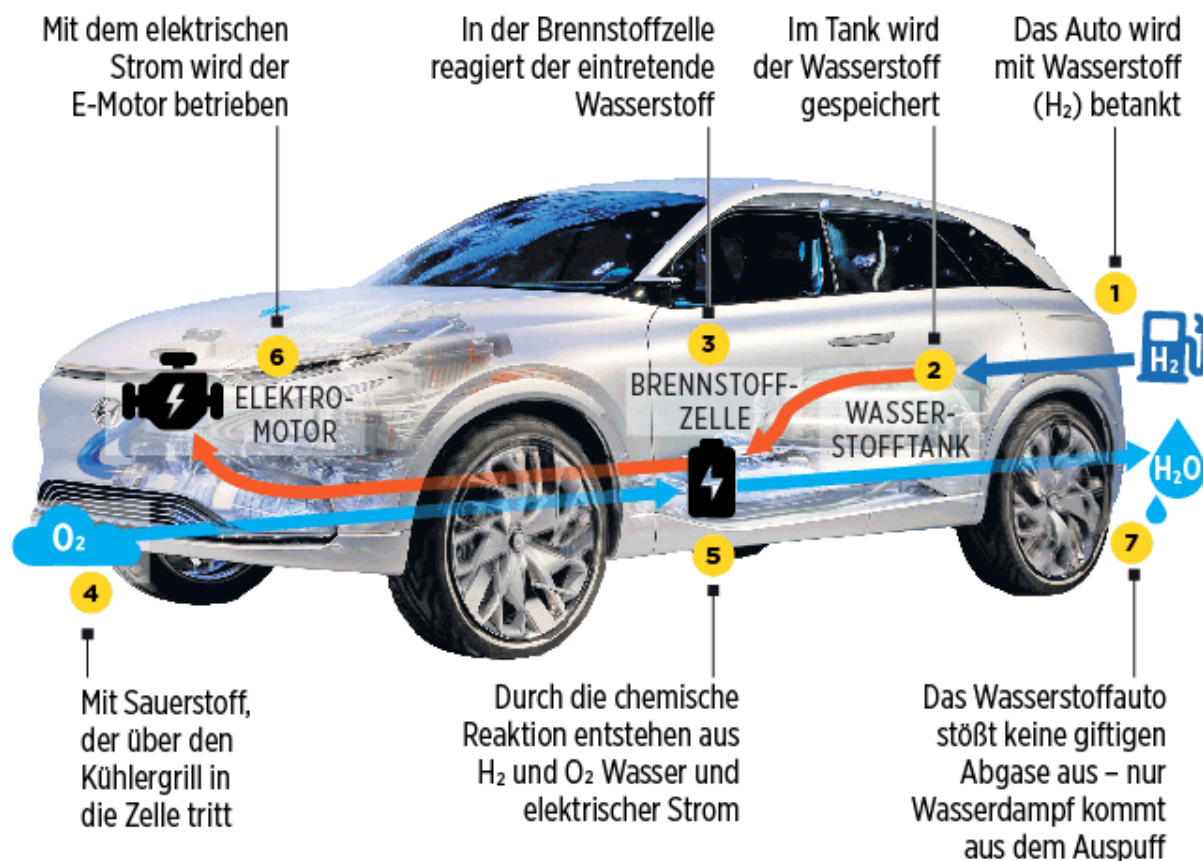 Mit dem elektrischen
Strom wird der
E-Motor betrieben
In der Brennstoffzelle
reagiert der eintretende
Wasserstoff
Im Tank wird
der Wasserstoff
gespeichert
Das Auto wird
mit Wasserstoff
(H₂) betankt
1
6
3
2
H₂
ELEKTRO-
MOTOR
BRENNSTOFF-
ZELLE
WASSER-
STOFFTANK
H₂O
O₂
4
5
7
Mit Sauerstoff,
der über den
Kühlergrill in
die Zelle tritt
Durch die chemische
Reaktion entstehen aus
H₂ und O₂ Wasser und
elektrischer Strom
Das Wasserstoffauto
stößt keine giftigen
Abgase aus – nur
Wasserdampf kommt
aus dem Auspuff